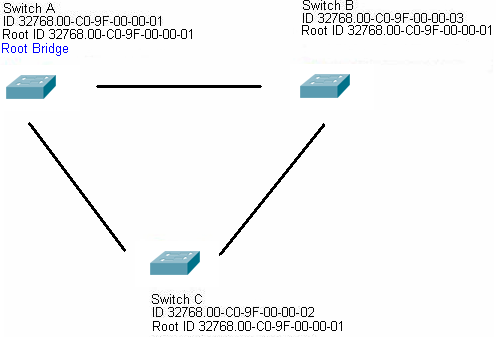 Switch A
ID 32768.00-C0-9F-00-00-01
Root ID 32768.00-C0-9F-00-00-01
Root Bridge
Switch B
ID 32768.00-C0-9F-00-00-03
Root ID 32768.00-C0-9F-00-00-01
Switch C
ID 32768.00-C0-9F-00-00-02
Root ID 32768.00-C0-9F-00-00-01